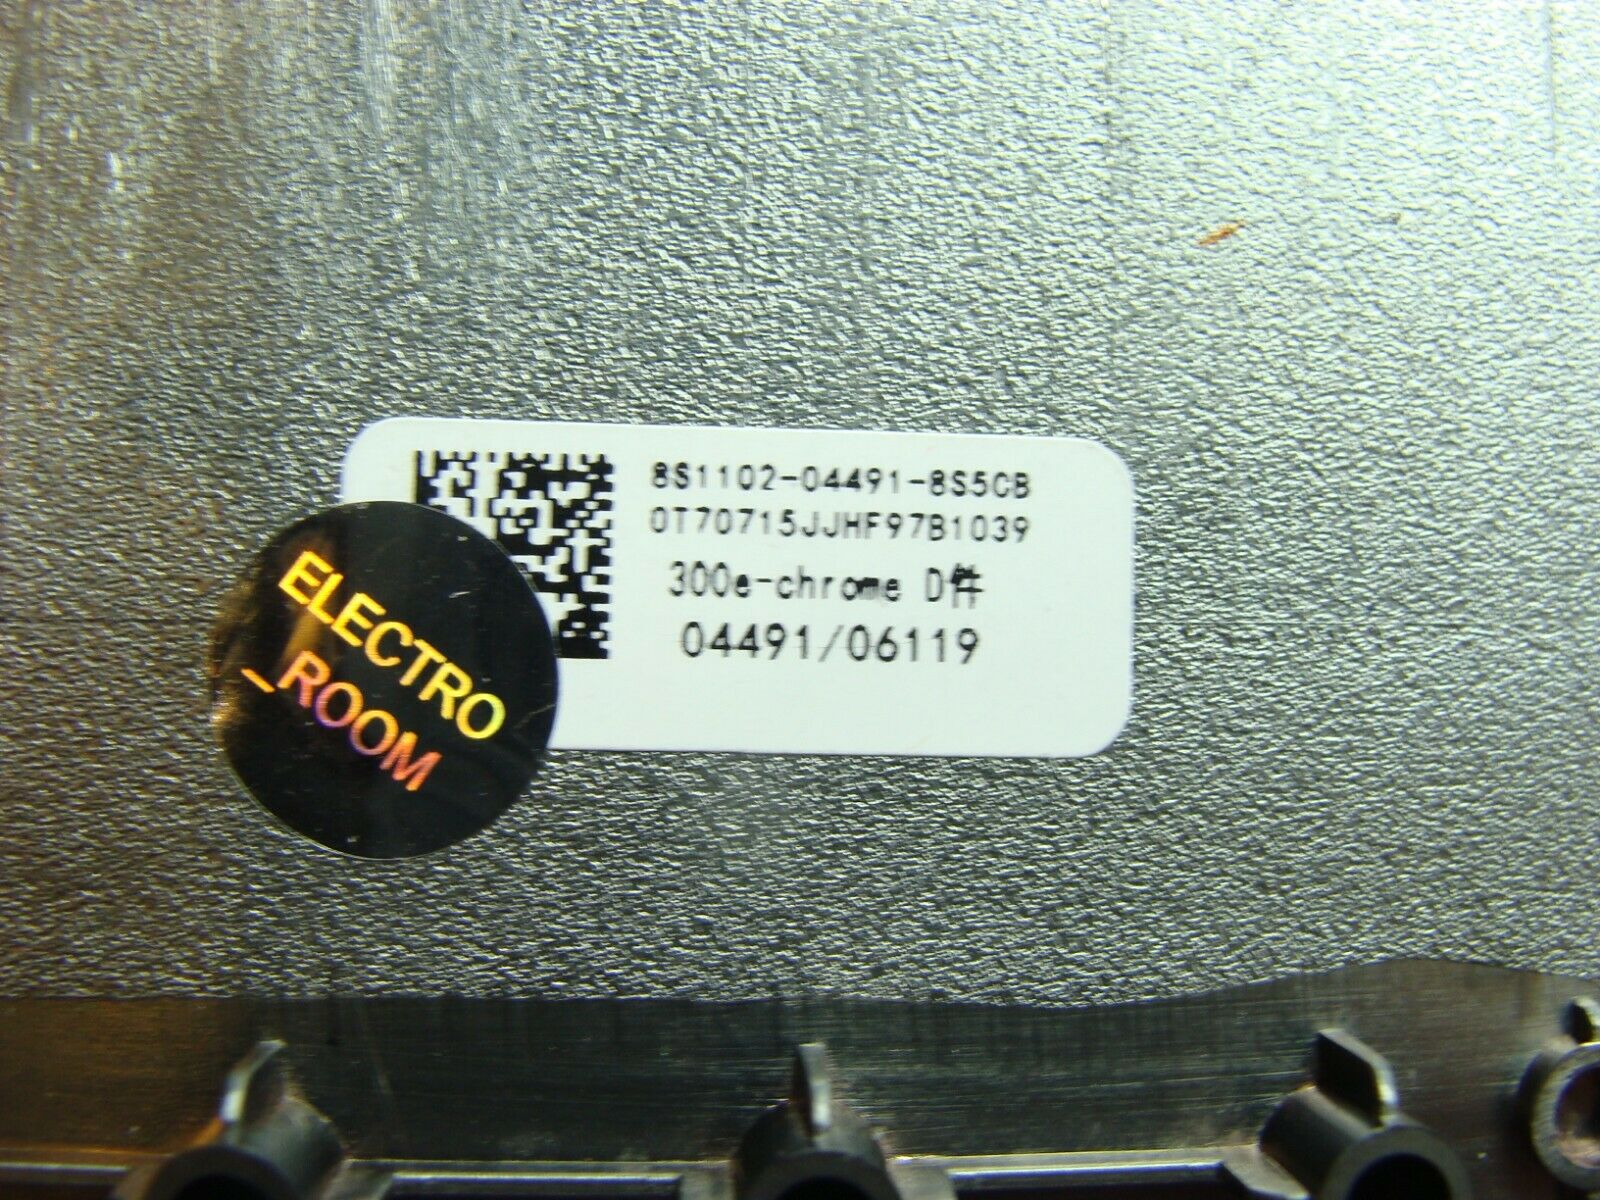 8S1102-04491-8S5CB
0T70715JJHF97B1039
300e-chrome D件
04491/06119
ELECTRO
_ROOM